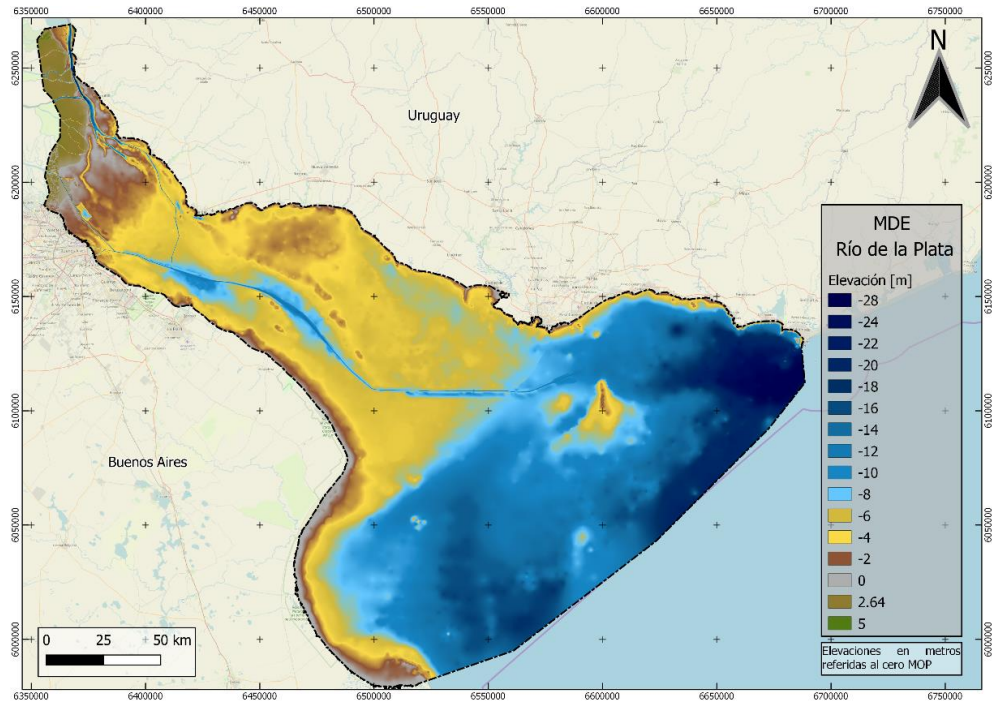 6350000 6400000 6450000 6500000 6550000 6600000 6650000 6700000 6750000
6250000 6250000
N
Uruguay
6200000 6200000
MDE
Río de la Plata
Elevación [m]
-28
-24
-22
-20
-18
-16
-14
-12
-10
-8
-6
-4
-2
0
2.64
5
Elevaciones en metros
referidas al cero MOP
6150000 6150000
6100000 6100000
Buenos Aires
6050000 6050000
6000000 6000000
0 25 50 km
6350000 6400000 6450000 6500000 6550000 6600000 6650000 6700000 6750000